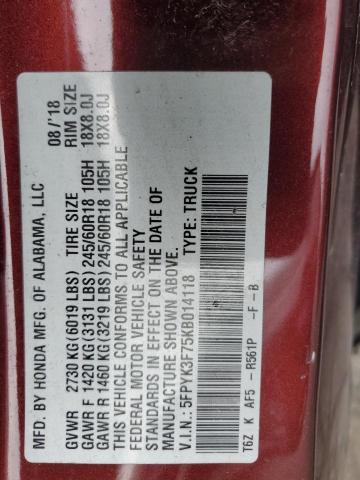 MFD. BY HONDA MFG. OF ALABAMA, LLC 08/'18
GVWR 2730 KG (6019 LBS) TIRE SIZE RIM SIZE
GAWR F 1420 KG (3131 LBS) 245/60R18 105H 18X8.0J
GAWR R 1460 KG (3219 LBS) 245/60R18 105H 18X8.0J
THIS VEHICLE CONFORMS TO ALL APPLICABLE
FEDERAL MOTOR VEHICLE SAFETY
STANDARDS IN EFFECT ON THE DATE OF
MANUFACTURE SHOWN ABOVE.
V.I.N: 5FPYK3F75KB014118 TYPE: TRUCK
T6Z K AF5 - R561P -F-B